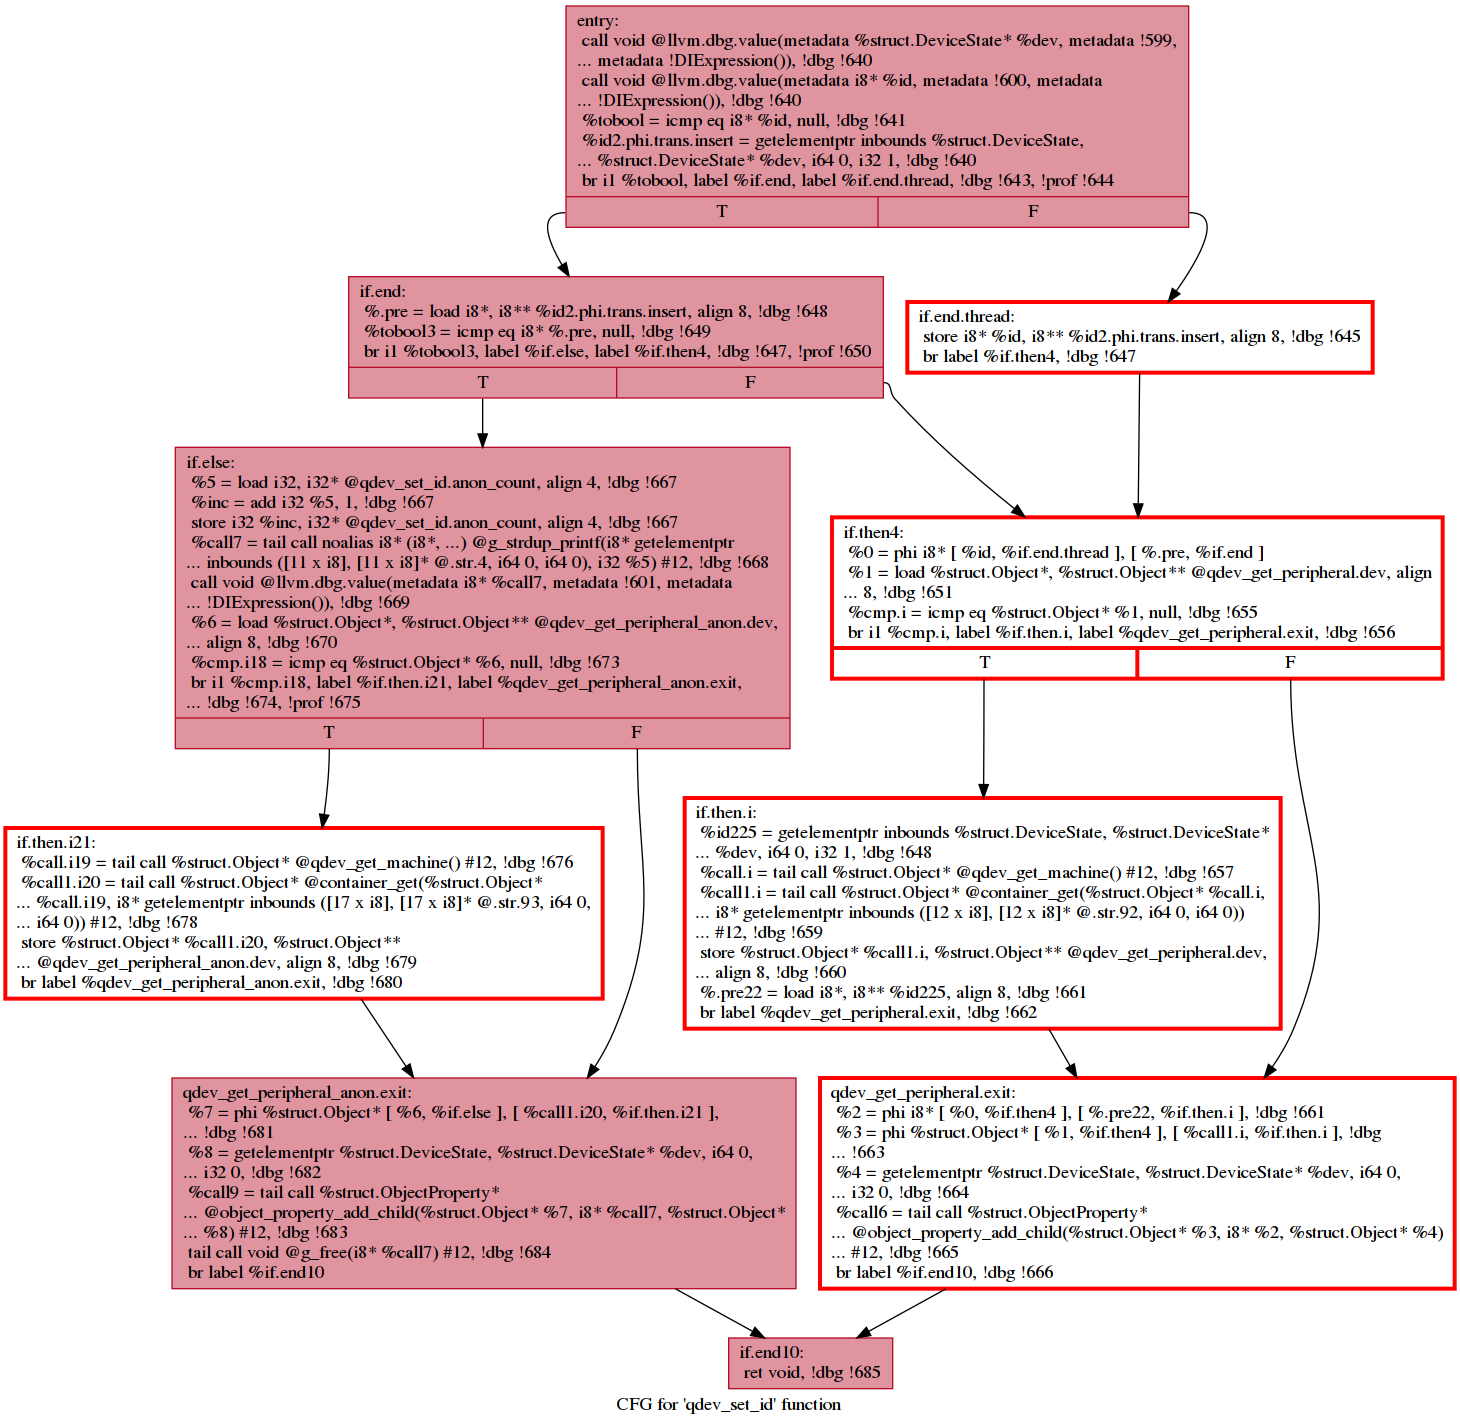 entry:
call void @llvm.dbg.value(metadata %struct.DeviceState* %dev, metadata !599,
... metadata !DIExpression()), !dbg !640
call void @llvm.dbg.value(metadata i8* %id, metadata !600, metadata
... !DIExpression()), !dbg !640
%tobool = icmp eq i8* %id, null, !dbg !641
%id2.phi.trans.insert = getelementptr inbounds %struct.DeviceState,
... %struct.DeviceState* %dev, i64 0, i32 1, !dbg !640
br i1 %tobool, label %if.end, label %if.end.thread, !dbg !643, !prof !644
T
F
if.end:
%.pre = load i8*, i8** %id2.phi.trans.insert, align 8, !dbg !648
%tobool3 = icmp eq i8* %.pre, null, !dbg !649
br i1 %tobool3, label %if.else, label %if.then4, !dbg !647, !prof !650
T
F
if.end.thread:
store i8* %id, i8** %id2.phi.trans.insert, align 8, !dbg !645
br label %if.then4, !dbg !647
if.else:
%5 = load i32, i32* @qdev_set_id.anon_count, align 4, !dbg !667
%inc = add i32 %5, 1, !dbg !667
store i32 %inc, i32* @qdev_set_id.anon_count, align 4, !dbg !667
%call7 = tail call noalias i8* (i8*, ...) @g_strdup_printf(i8* getelementptr
... inbounds ([11 x i8], [11 x i8]* @.str.4, i64 0, i64 0), i32 %5) #12, !dbg !668
call void @llvm.dbg.value(metadata i8* %call7, metadata !601, metadata
... !DIExpression()), !dbg !669
%6 = load %struct.Object*, %struct.Object** @qdev_get_peripheral_anon.dev,
... align 8, !dbg !670
%cmp.i18 = icmp eq %struct.Object* %6, null, !dbg !673
br i1 %cmp.i18, label %if.then.i21, label %qdev_get_peripheral_anon.exit,
... !dbg !674, !prof !675
T
F
if.then4:
%0 = phi i8* [ %id, %if.end.thread ], [ %.pre, %if.end ]
%1 = load %struct.Object*, %struct.Object** @qdev_get_peripheral.dev, align
... 8, !dbg !651
%cmp.i = icmp eq %struct.Object* %1, null, !dbg !655
br i1 %cmp.i, label %if.then.i, label %qdev_get_peripheral.exit, !dbg !656
T
F
if.then.i21:
%call.i19 = tail call %struct.Object* @qdev_get_machine() #12, !dbg !676
%call1.i20 = tail call %struct.Object* @container_get(%struct.Object*
... %call.i19, i8* getelementptr inbounds ([17 x i8], [17 x i8]* @.str.93, i64 0,
... i64 0)) #12, !dbg !678
store %struct.Object* %call1.i20, %struct.Object**
... @qdev_get_peripheral_anon.dev, align 8, !dbg !679
br label %qdev_get_peripheral_anon.exit, !dbg !680
if.then.i:
%id225 = getelementptr inbounds %struct.DeviceState, %struct.DeviceState*
... %dev, i64 0, i32 1, !dbg !648
%call.i = tail call %struct.Object* @qdev_get_machine() #12, !dbg !657
%call1.i = tail call %struct.Object* @container_get(%struct.Object* %call.i,
... i8* getelementptr inbounds ([12 x i8], [12 x i8]* @.str.92, i64 0, i64 0))
... #12, !dbg !659
store %struct.Object* %call1.i, %struct.Object** @qdev_get_peripheral.dev,
... align 8, !dbg !660
%.pre22 = load i8*, i8** %id225, align 8, !dbg !661
br label %qdev_get_peripheral.exit, !dbg !662
qdev_get_peripheral_anon.exit:
%7 = phi %struct.Object* [ %6, %if.else ], [ %call1.i20, %if.then.i21 ],
... !dbg !681
%8 = getelementptr %struct.DeviceState, %struct.DeviceState* %dev, i64 0,
... i32 0, !dbg !682
%call9 = tail call %struct.ObjectProperty*
... @object_property_add_child(%struct.Object* %7, i8* %call7, %struct.Object*
... %8) #12, !dbg !683
tail call void @g_free(i8* %call7) #12, !dbg !684
br label %if.end10
qdev_get_peripheral.exit:
%2 = phi i8* [ %0, %if.then4 ], [ %.pre22, %if.then.i ], !dbg !661
%3 = phi %struct.Object* [ %1, %if.then4 ], [ %call1.i, %if.then.i ], !dbg
... !663
%4 = getelementptr %struct.DeviceState, %struct.DeviceState* %dev, i64 0,
... i32 0, !dbg !664
%call6 = tail call %struct.ObjectProperty*
... @object_property_add_child(%struct.Object* %3, i8* %2, %struct.Object* %4)
... #12, !dbg !665
br label %if.end10, !dbg !666
if.end10:
ret void, !dbg !685
CFG for 'qdev_set_id' function